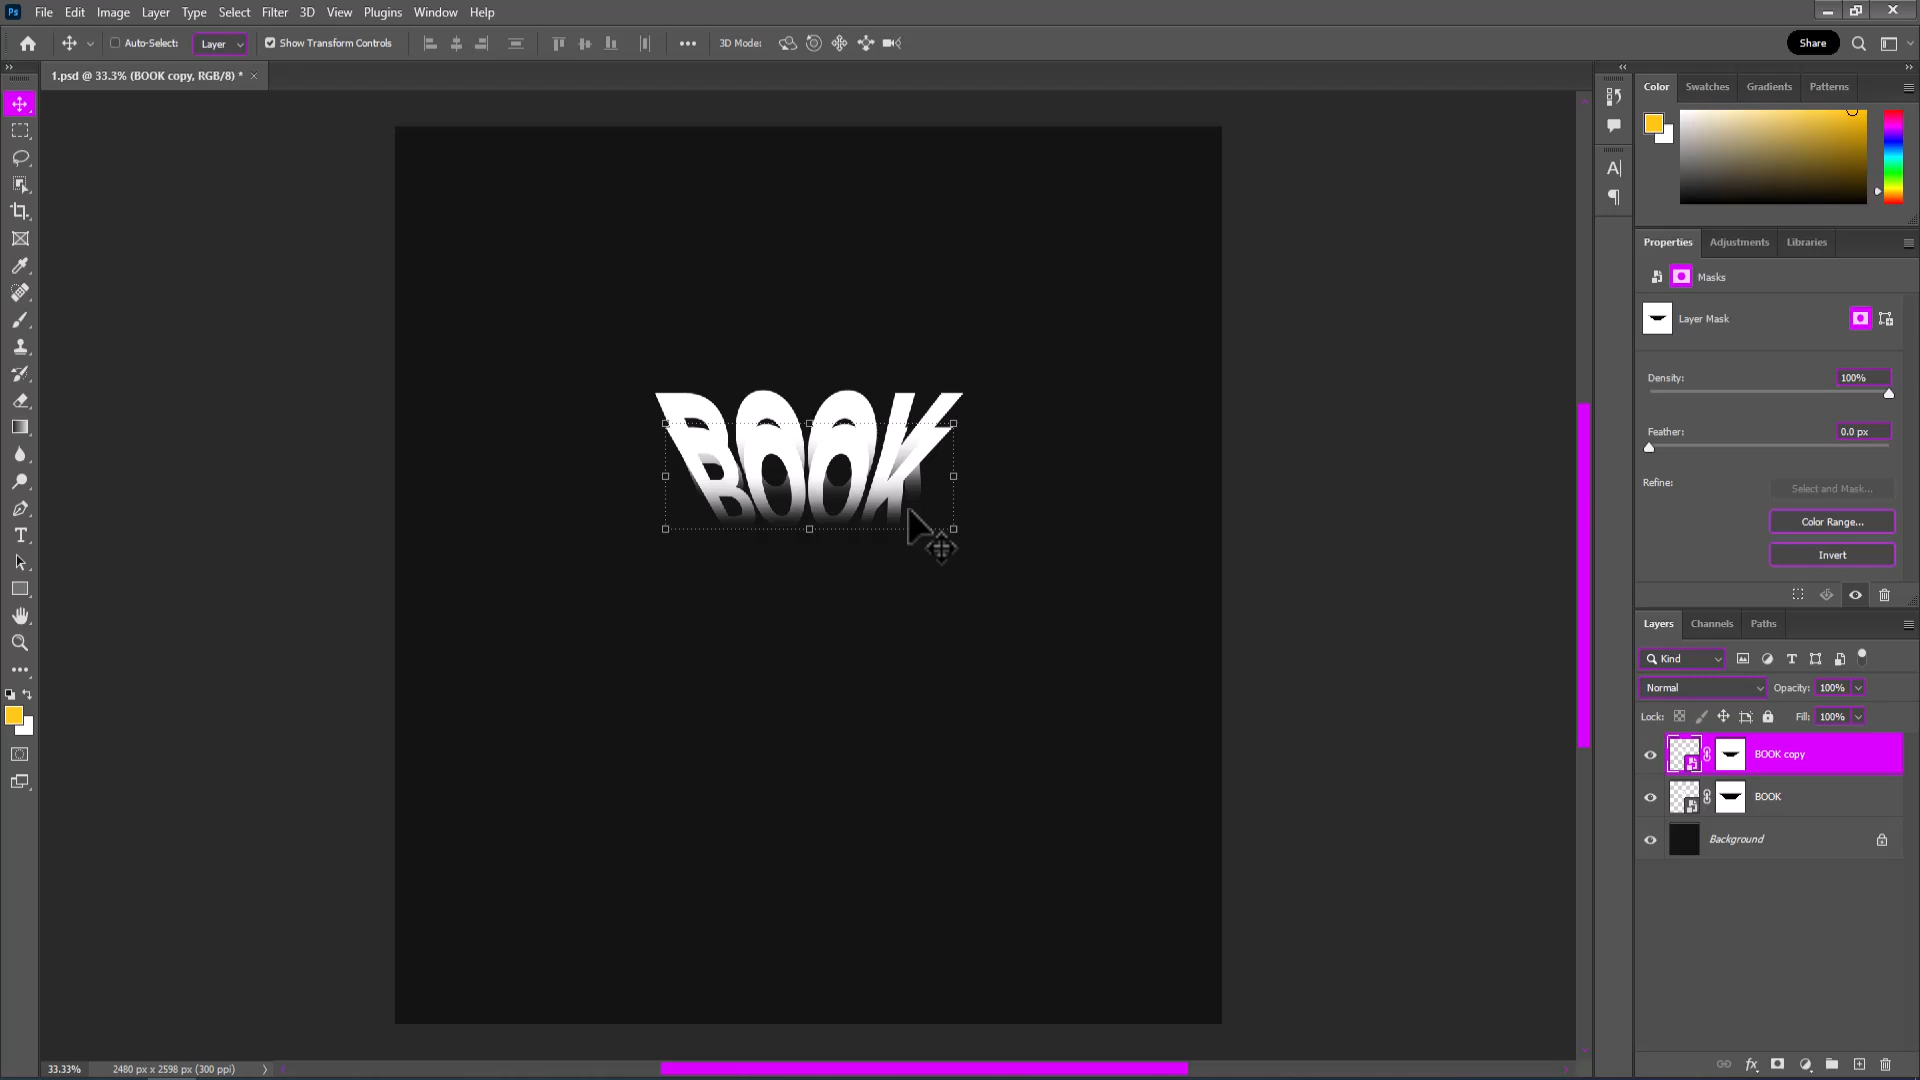 Ps File Edit Image Layer Type Select Filter 3D View Plugins Window Help
Auto-Select: Layer Show Transform Controls 3D Mode: Share
1.psd @ 33.3% (BOOK copy, RGB/8) *
Color Swatches Gradients Patterns
Properties Adjustments Libraries
Masks
Layer Mask
Density: 100%
Feather: 0.0 px
Refine: Select and Mask...
Color Range...
Invert
BOOK
BOOK
Layers Channels Paths
Kind
Normal Opacity: 100%
Lock: Fill: 100%
BOOK copy
BOOK
Background
33.33% 2480 px x 2598 px (300 ppi)